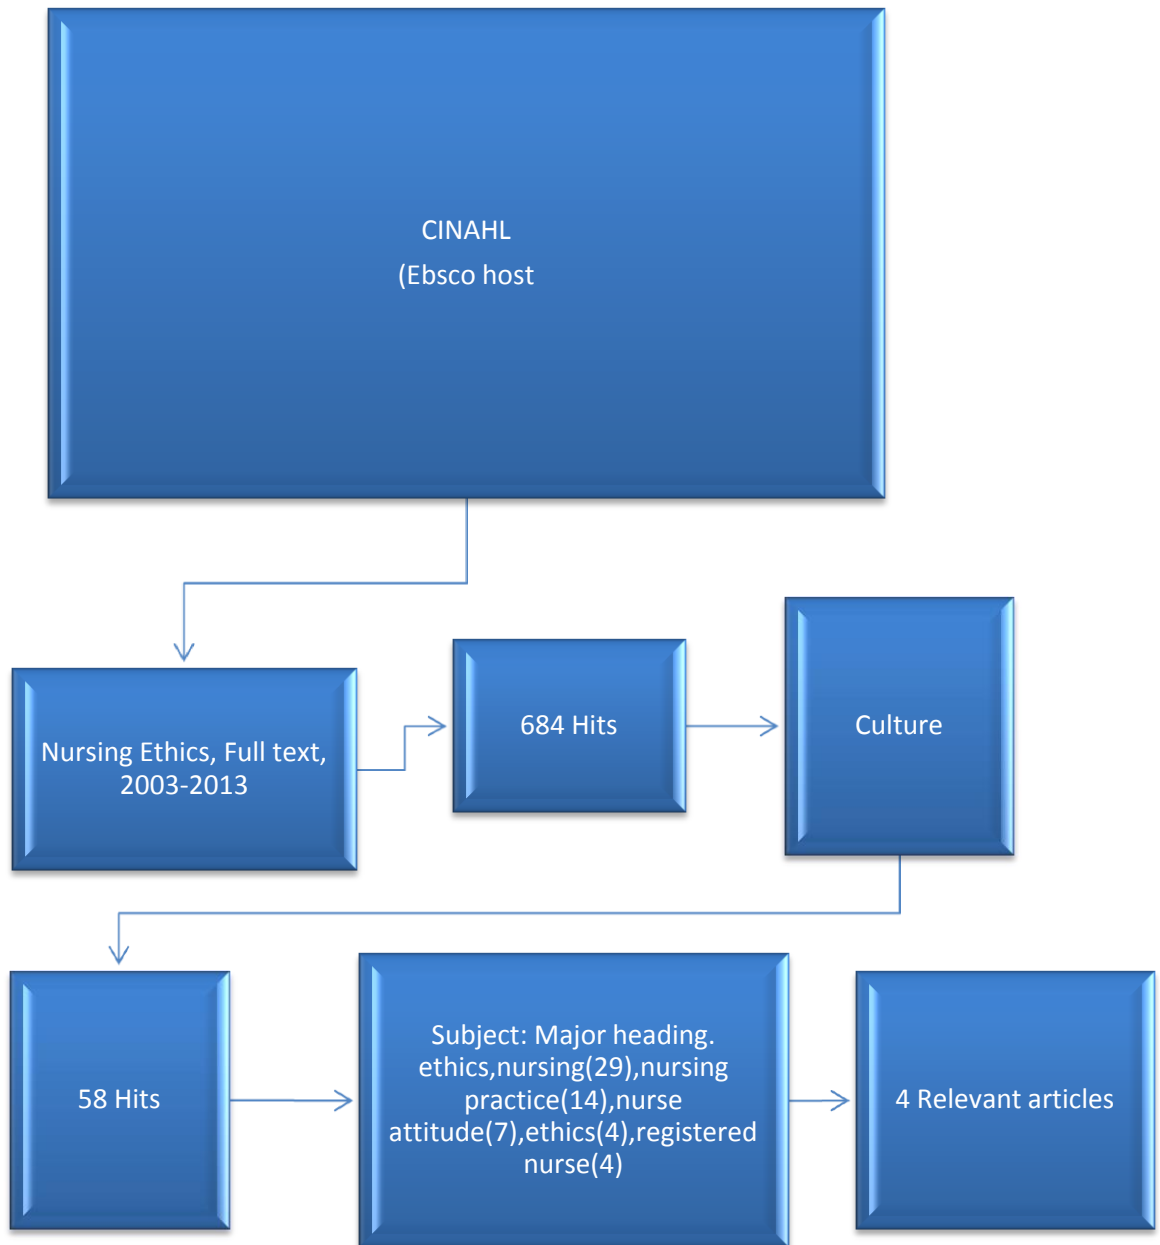 CINAHL
(Ebsco host
Nursing Ethics, Full text,
2003-2013
684 Hits
Culture
58 Hits
Subject: Major heading.
ethics,nursing(29),nursing
practice(14),nurse
attitude(7),ethics(4),registered
nurse(4)
4 Relevant articles